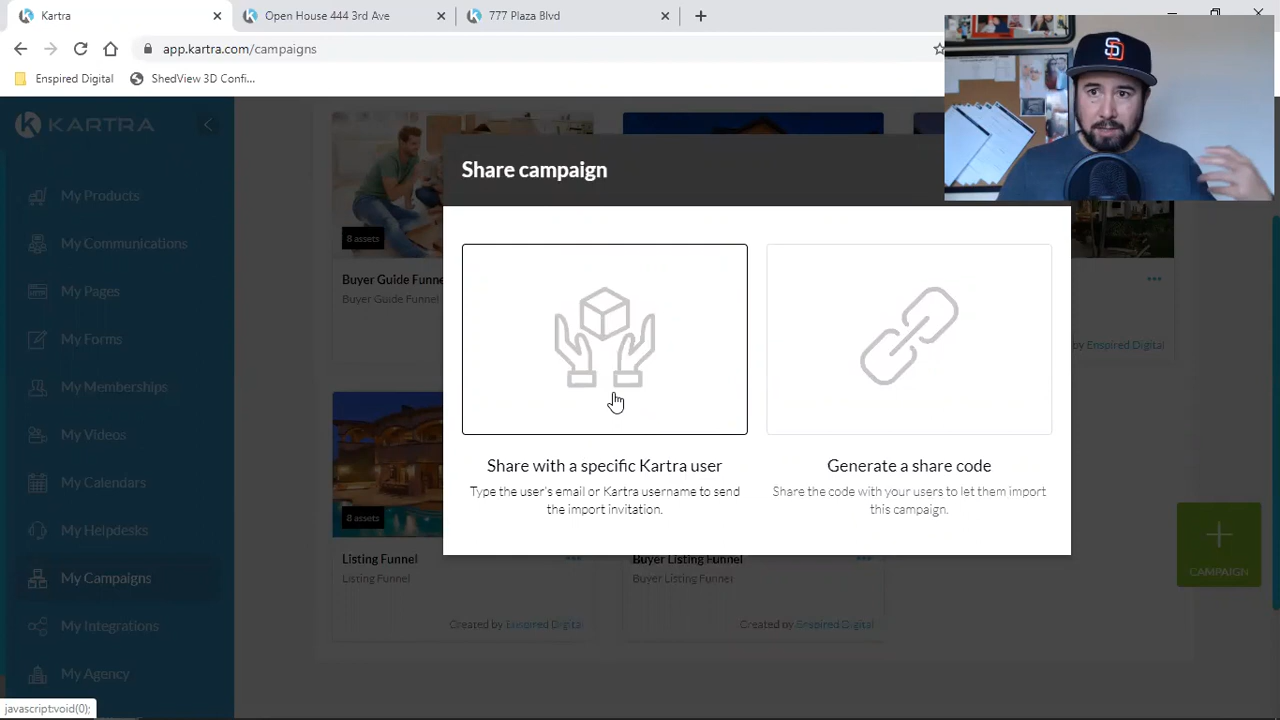 Kartra
Open House 444 3rd Ave
777 Plaza Blvd
app.kartra.com/campaigns
Enspired Digital
ShedView 3D Confi...
KARTRA
My Products
My Communications
My Pages
My Forms
My Memberships
My Videos
My Calendars
My Helpdesks
My Campaigns
My Integrations
My Agency
javascript:void(0);
Share campaign
SD
8 assets
Buyer Guide Funne
Buyer Guide Funnel
by Enspired Digital
Share with a specific Kartra user
Type the user's email or Kartra username to send
the import invitation.
Generate a share code
Share the code with your users to let them import
this campaign.
8 assets
Listing Funnel
Listing Funnel
Created by Enspired Digital
Buyer Listing Funnel
Buyer Listing Funnel
Created by Enspired Digital
CAMPAIGN